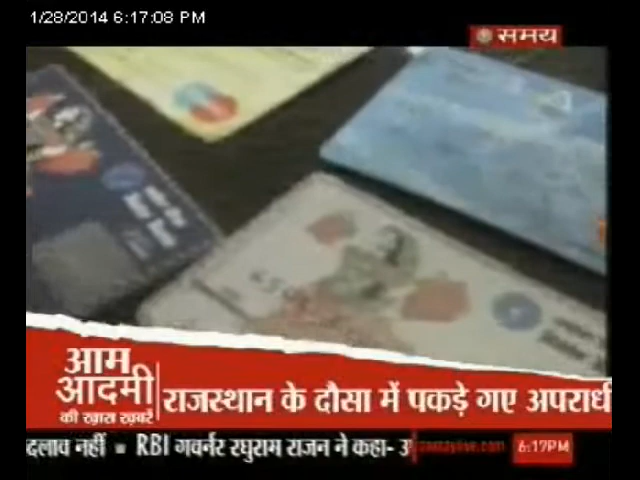 1/28/2014 6:17:08 PM
समय
आम
आदमी
की ख़ास ख़बरें
राजस्थान के दौसा में पकड़े गए अपराधी
दलाव नहीं ■ RBI गवर्नर रघुराम राजन ने कहा-
6:17PM